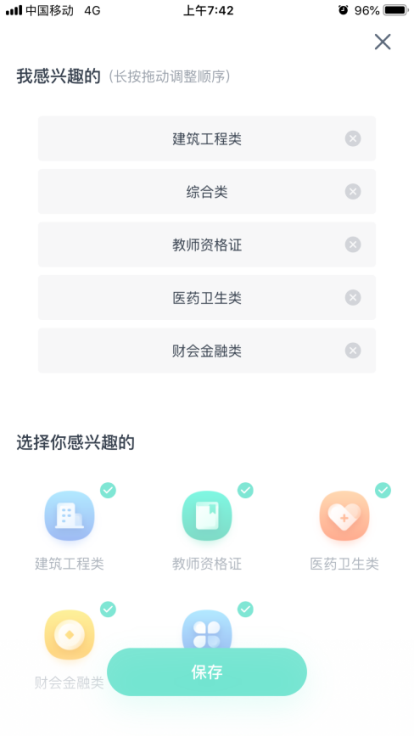 中国移动 4G 上午7:42 96%
我感兴趣的（长按拖动调整顺序）
建筑工程类
综合类
教师资格证
医药卫生类
财会金融类
选择你感兴趣的
建筑工程类 教师资格证 医药卫生类
财会金融类
保存